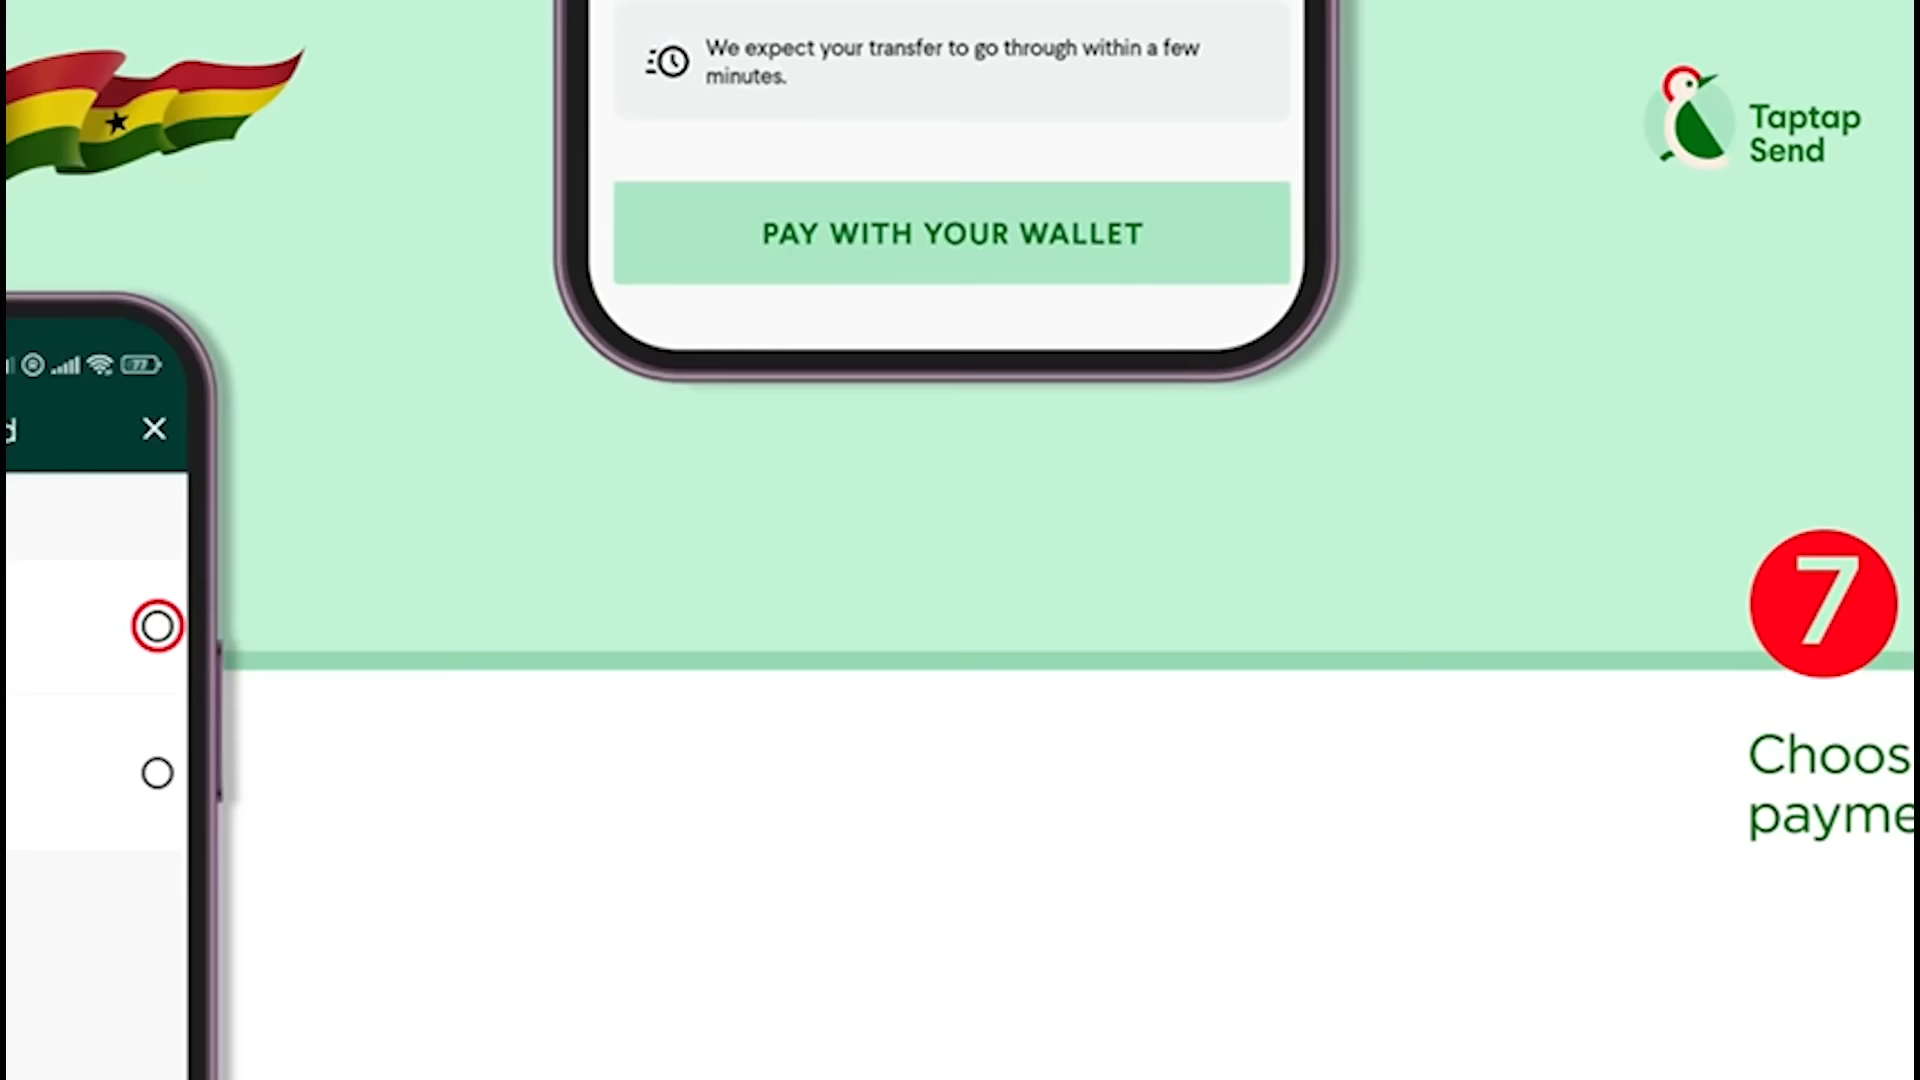 We expect your transfer to go through within a few
minutes.
Taptap
Send
PAY WITH YOUR WALLET
77
d
7
Choos
payme